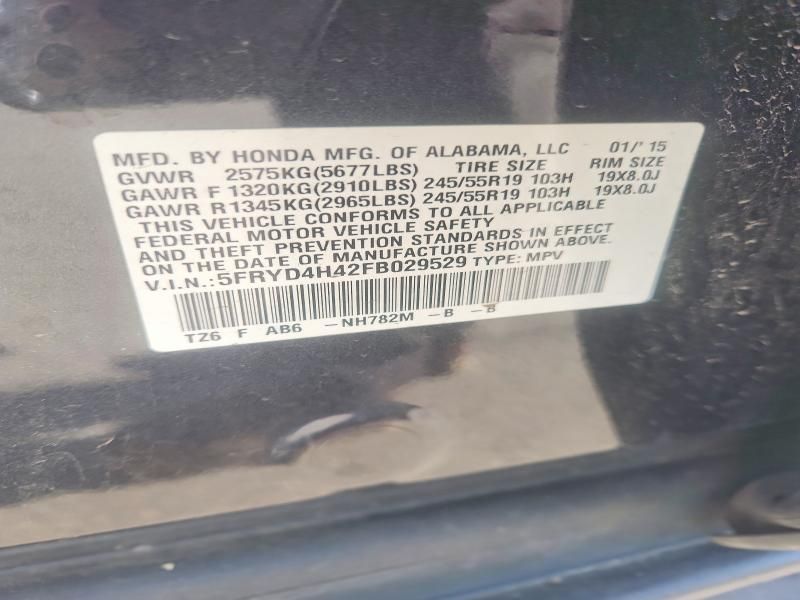 MFD. BY HONDA MFG. OF ALABAMA, LLC 01/'15
GVWR 2575KG(5677LBS) TIRE SIZE RIM SIZE
GAWR F 1320KG(2910LBS) 245/55R19 103H 19X8.0J
GAWR R1345KG(2965LBS) 245/55R19 103H 19X8.0J
THIS VEHICLE CONFORMS TO ALL APPLICABLE
FEDERAL MOTOR VEHICLE SAFETY
AND THEFT PREVENTION STANDARDS IN EFFECT
ON THE DATE OF MANUFACTURE SHOWN ABOVE.
V.I.N.:5FRYD4H42FB029529 TYPE: MPV
TZ6 F AB6 -NH782M -B -B